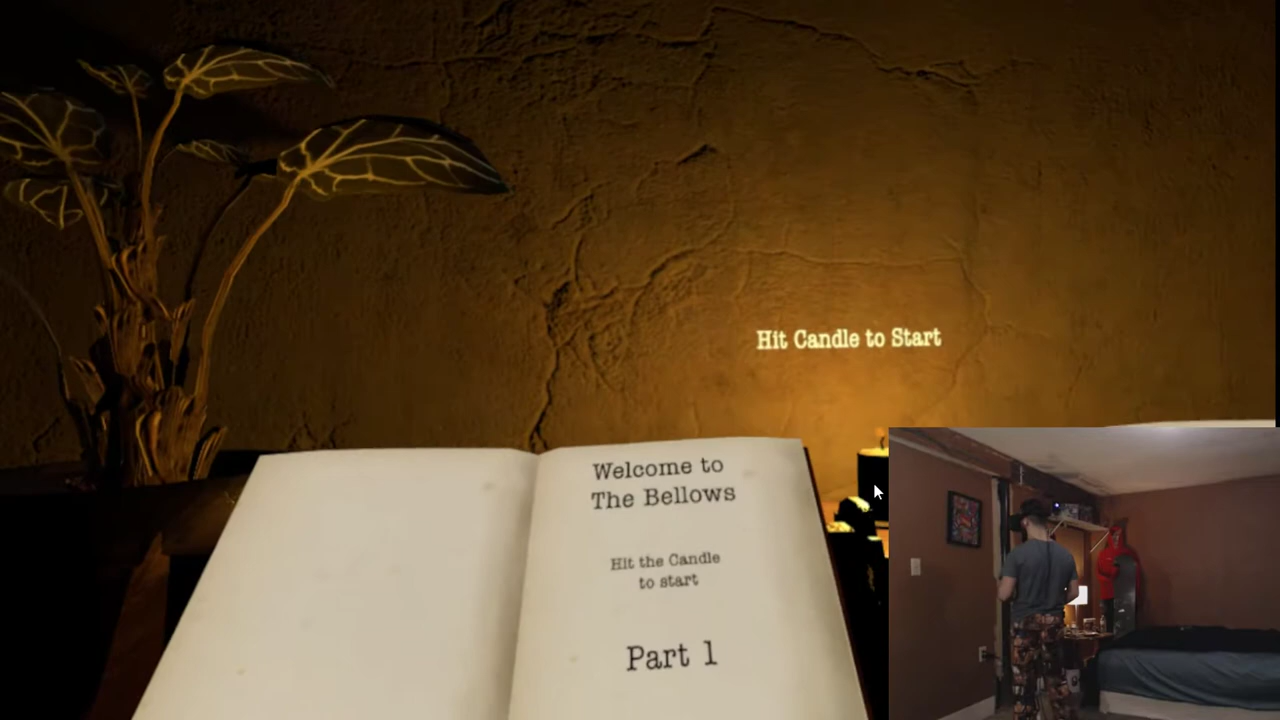 Hit Candle to Start
Welcome to
The Bellows
Hit the Candle
to start
Part 1